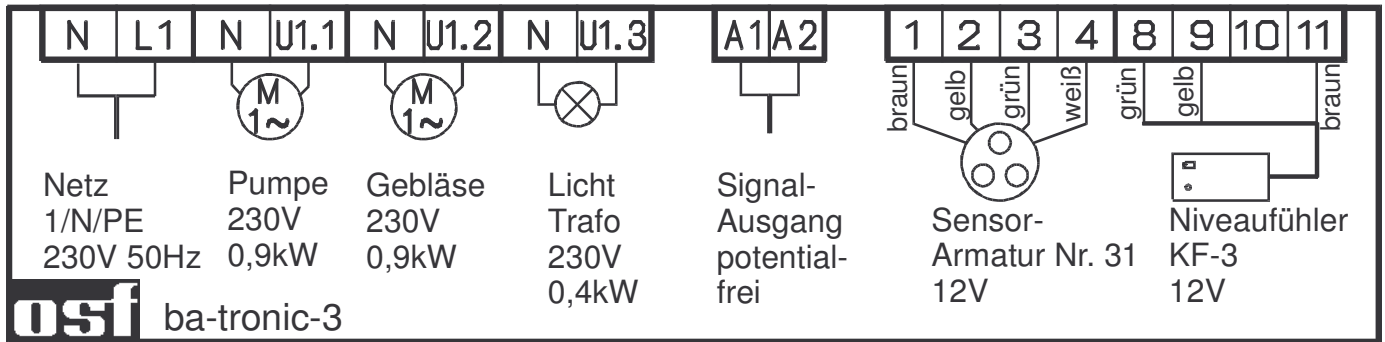 N L1 N U1.1 N U1.2 N U1.3 A1 A2 1 2 3 4 8 9 10 11
braun gelb grün weiß grün gelb braun
M M
1~ 1~
Netz
1/N/PE
230V 50Hz
Pumpe
230V
0,9kW
Gebläse
230V
0,9kW
Licht
Trafo
230V
0,4kW
Signal-
Ausgang
potential-
frei
Sensor-
Armatur Nr. 31
12V
Niveaufühler
KF-3
12V
osf ba-tronic-3